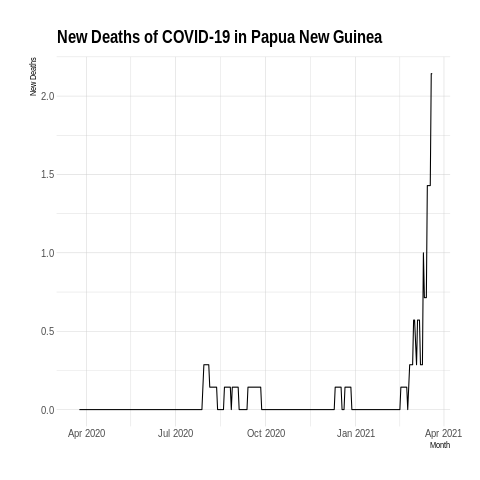 New Deaths of COVID-19 in Papua New Guinea
New Deaths
2.0
1.5
1.0
0.5
0.0
Apr 2020 Jul 2020 Oct 2020 Jan 2021 Apr 2021
Month